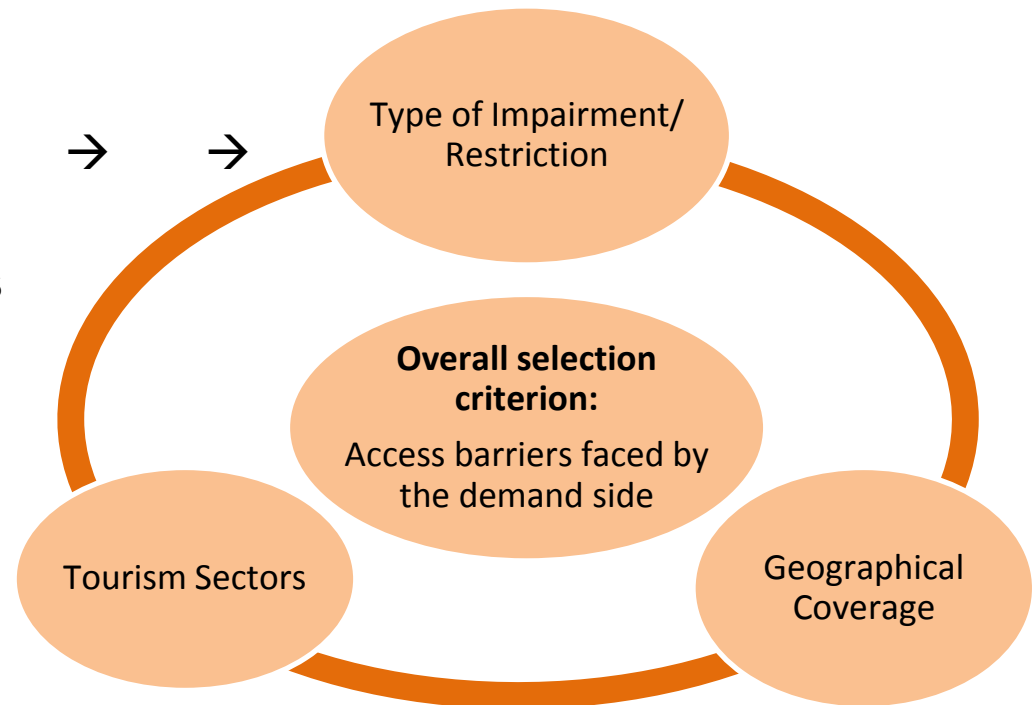 Type of Impairment/
Restriction
→ →
Overall selection
criterion:
Access barriers faced by
the demand side
Tourism Sectors
Geographical
Coverage